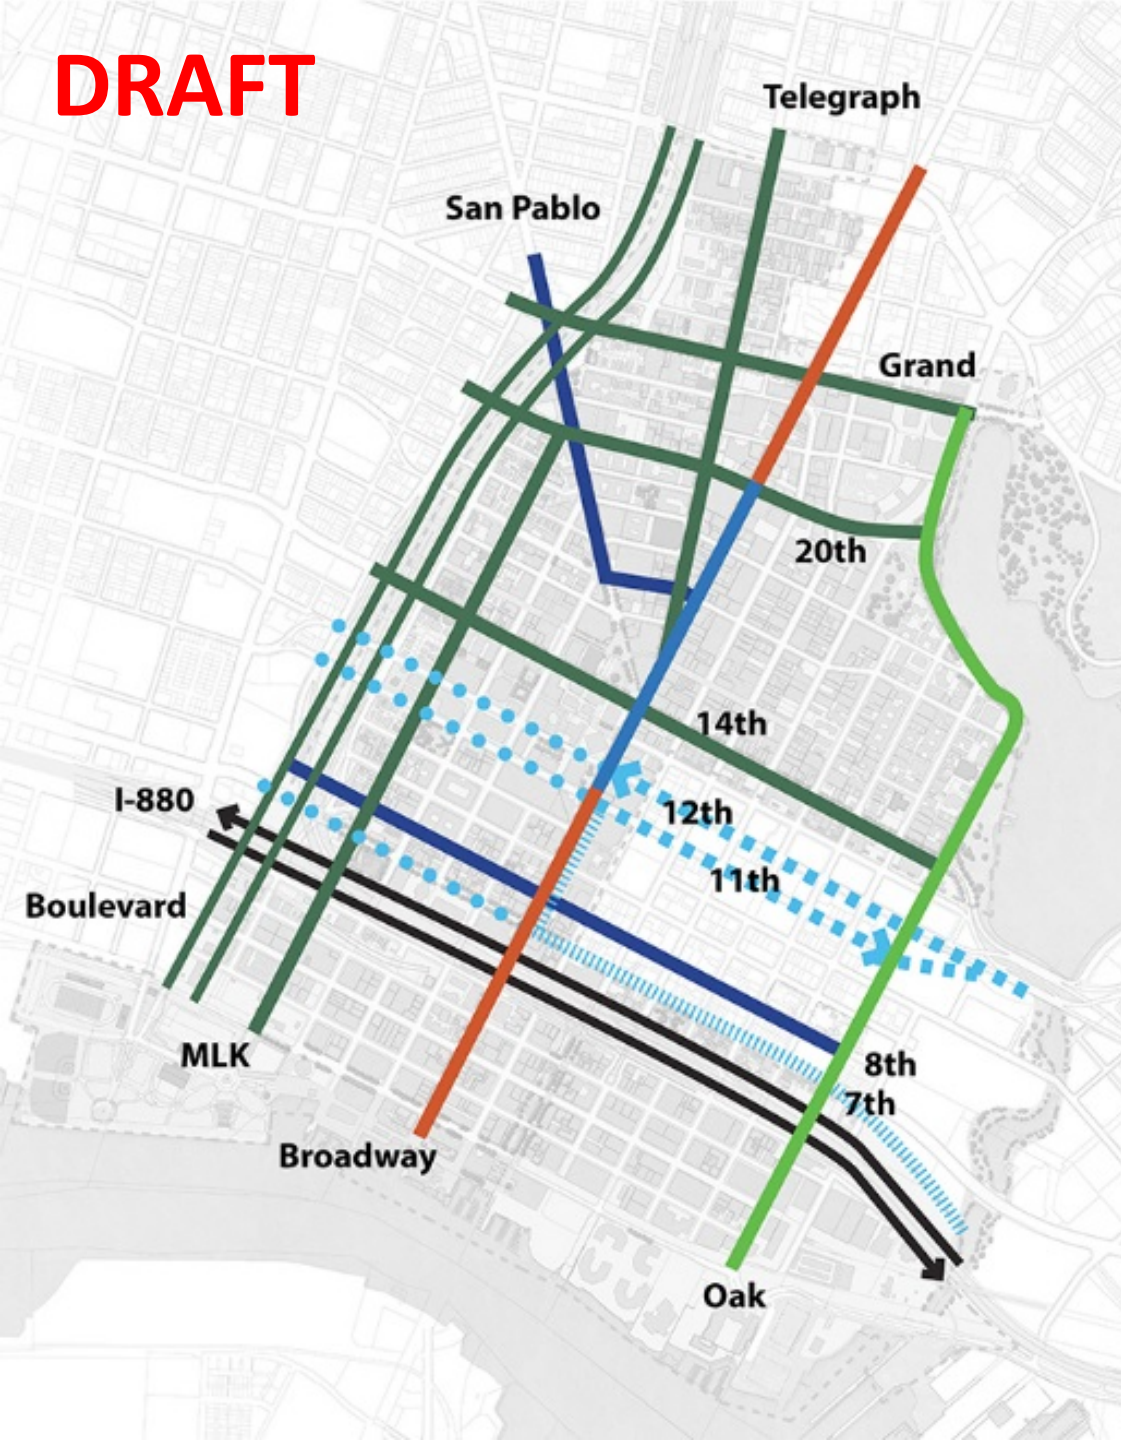 DRAFT
Telegraph
San Pablo
Grand
20th
14th
I-880
12th
11th
Boulevard
MLK
8th
7th
Broadway
Oak